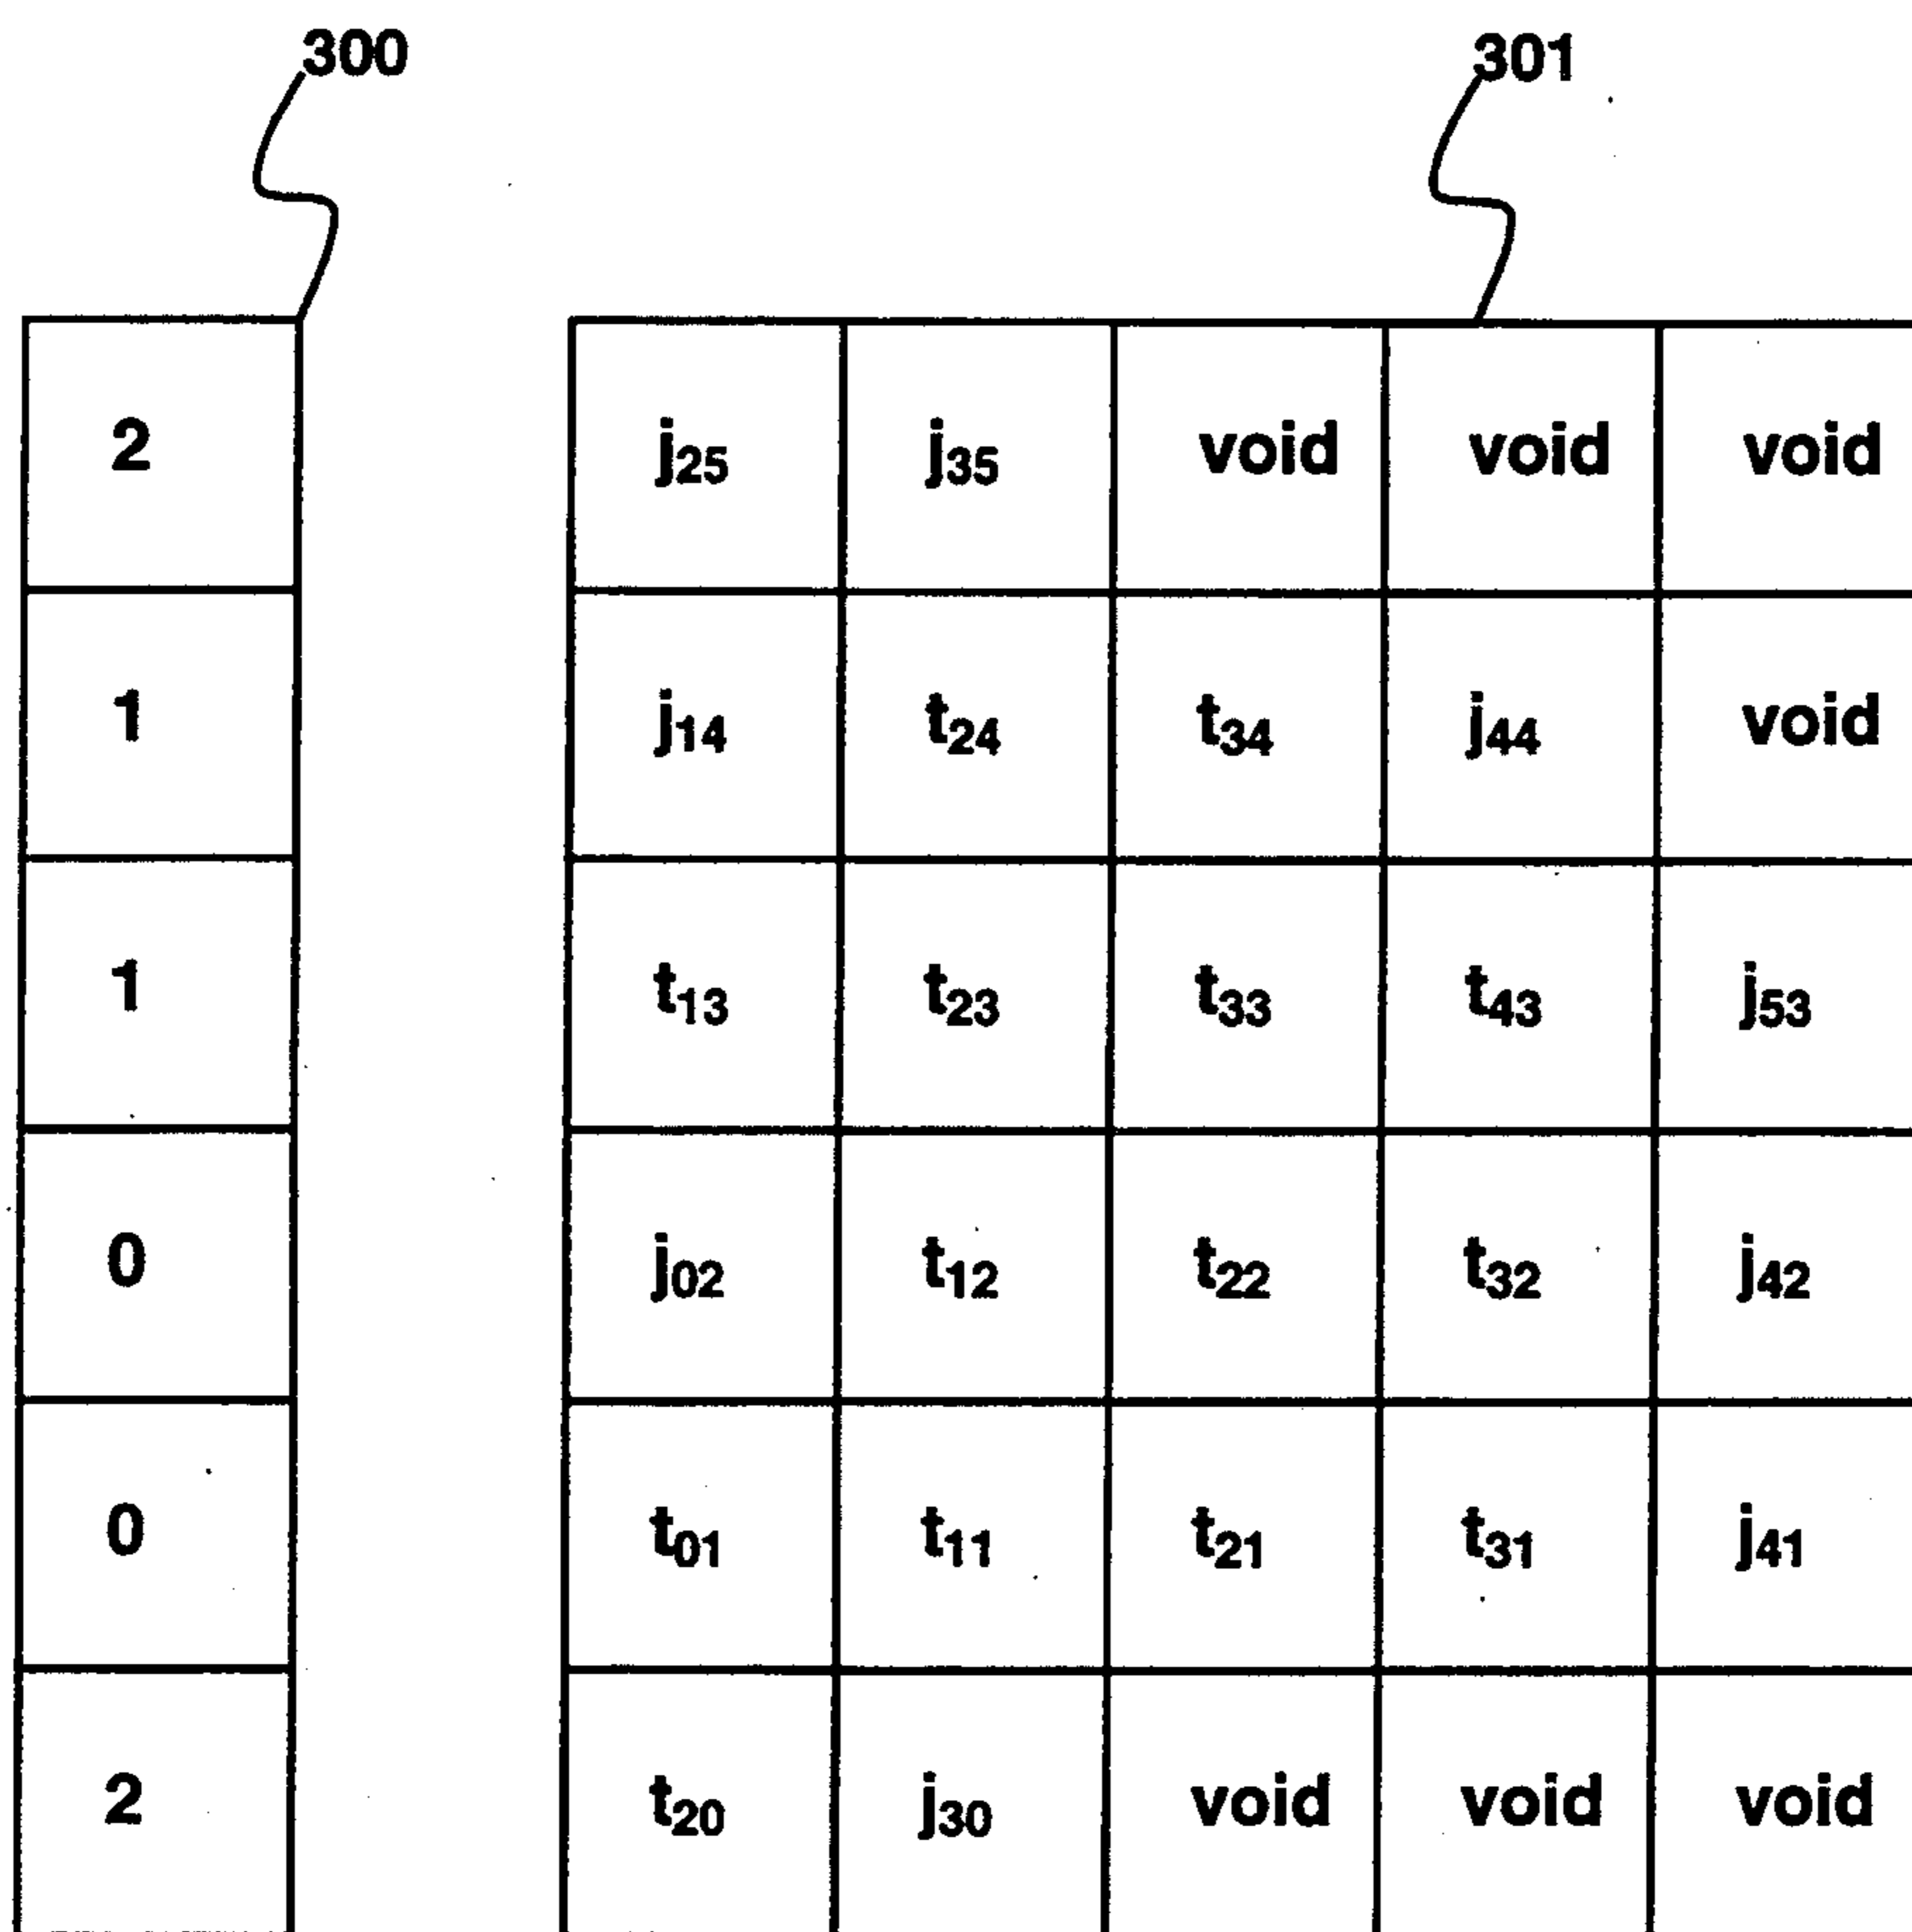 300 301
2 j25 j35 void void void
1 j14 t24 t34 j44 void
1 t13 t23 t33 t43 j53
0 j02 t12 t22 t32 j42
0 t01 t11 t21 t31 j41
2 t20 j30 void void void